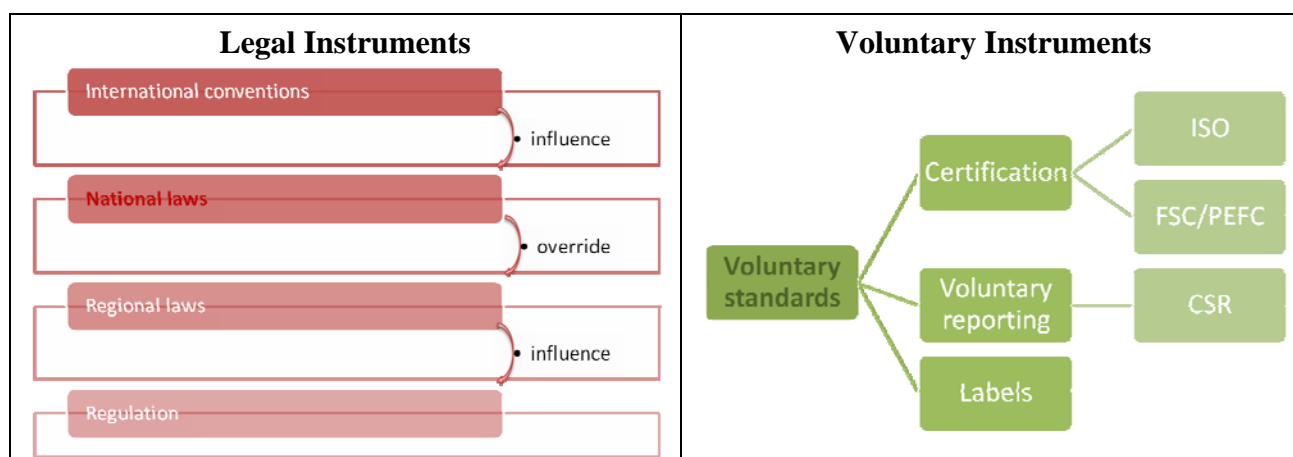 Legal Instruments
International conventions
• influence
National laws
• override
Regional laws
• influence
Regulation
Voluntary Instruments
Voluntary
standards
Certification
ISO
FSC/PEFC
Voluntary
reporting
CSR
Labels